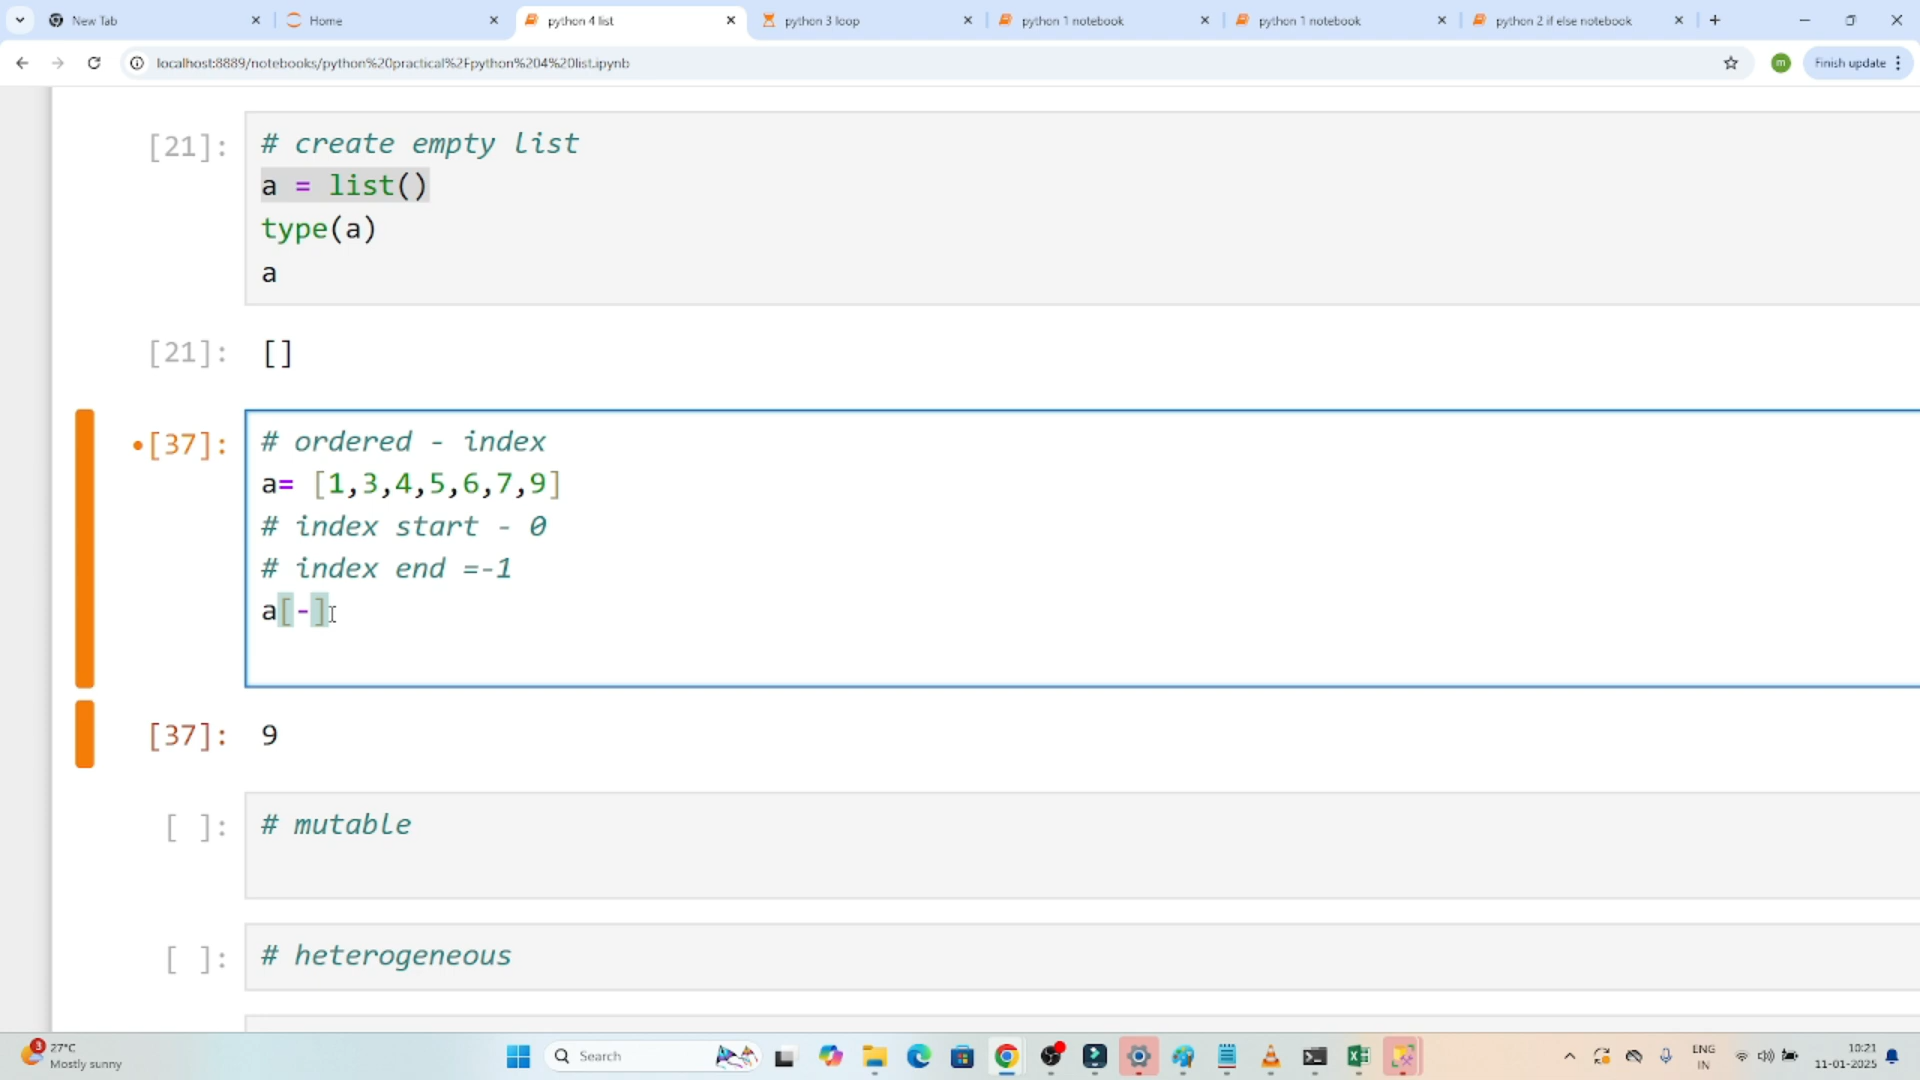 New Tab
Home
python 4 list
python 3 loop
python 1 notebook
python 1 notebook
python 2 if else notebook
localhost:8889/notebooks/python%20practical%2Fpython%204%20list.ipynb
m
Finish update
[21]:
# create empty list
a = list()
type(a)
a
[21]:
[]
[37]:
# ordered - index
a= [1,3,4,5,6,7,9]
# index start - 0
# index end =-1
a[-]
[37]:
9
[ ]:
# mutable
[ ]:
# heterogeneous
3
27°C
Mostly sunny
Search
ENG
IN
10:21
11-01-2025